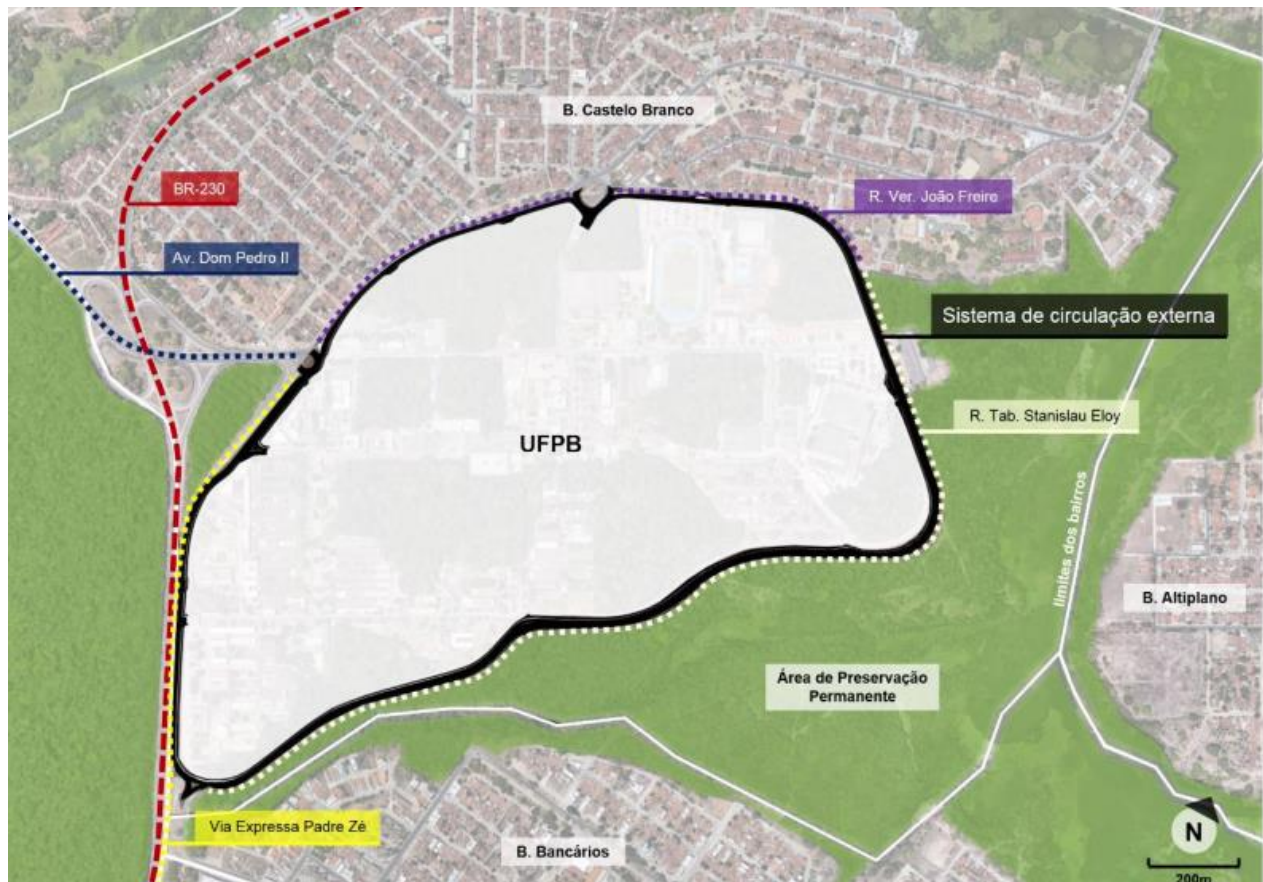 B. Castelo Branco
BR-230
R. Ver. João Freire
Av. Dom Pedro II
Sistema de circulação externa
R. Tab. Stanislau Eloy
UFPB
limites dos bairros
B. Altiplano
Área de Preservação
Permanente
Via Expressa Padre Zé
B. Bancários
N
200m